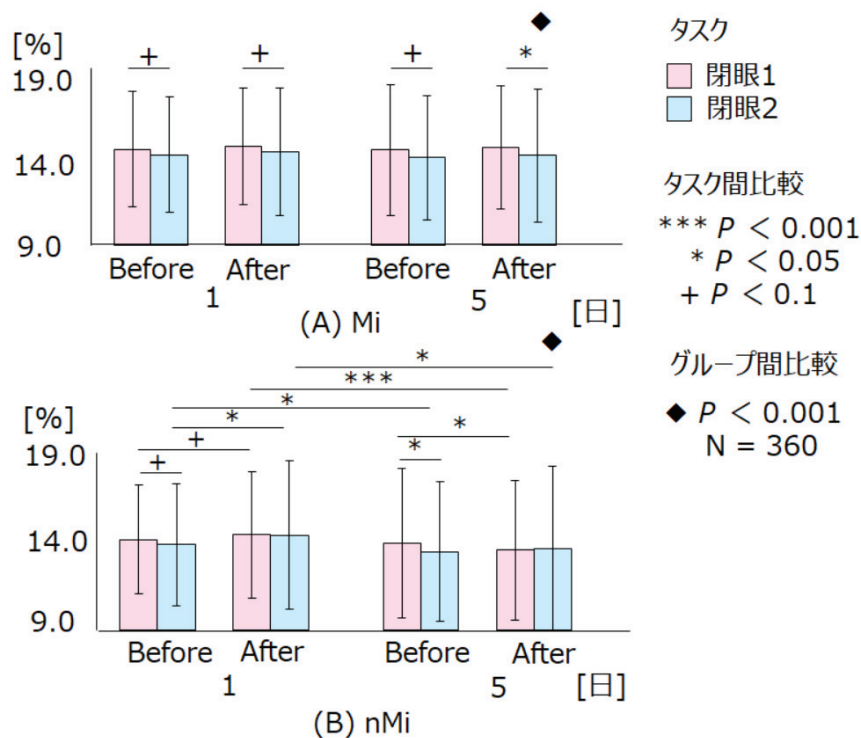 [%]
19.0
14.0
9.0
+
+
+
*
◆
Before After Before After
1 5 [日]
(A) Mi
[%]
19.0
14.0
9.0
+
+
*
*
***
*
◆
*
*
Before After Before After
1 5 [日]
(B) nMi
タスク
閉眼1
閉眼2
タスク間比較
*** P < 0.001
* P < 0.05
+ P < 0.1
グループ間比較
◆ P < 0.001
N = 360